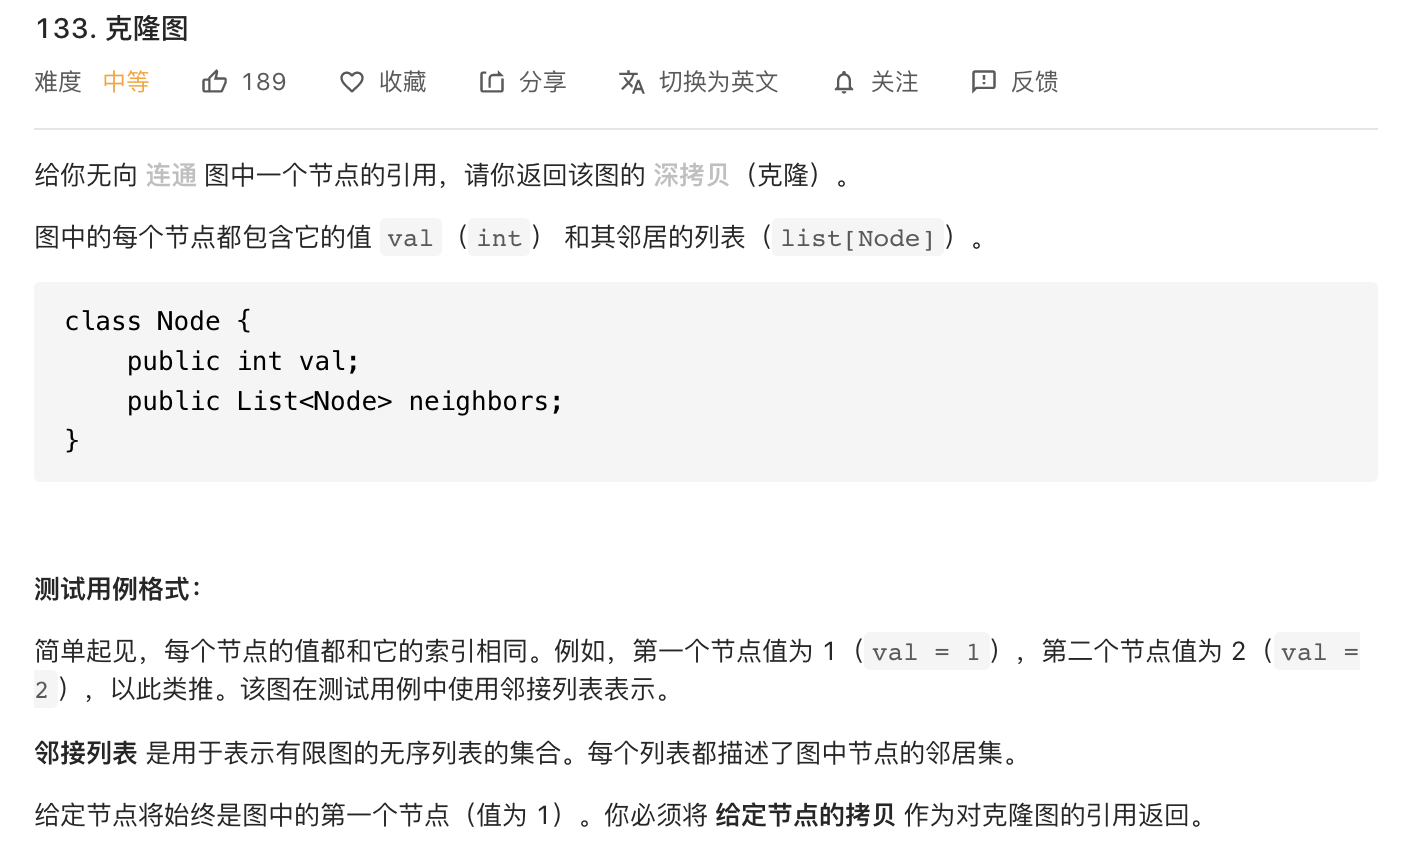 133. 克隆图
难度 中等 189 收藏 分享 切换为英文 关注 反馈
给你无向 连通 图中一个节点的引用，请你返回该图的 深拷贝（克隆）。
图中的每个节点都包含它的值 val（int） 和其邻居的列表（list[Node]）。
class Node {
    public int val;
    public List<Node> neighbors;
}
测试用例格式：
简单起见，每个节点的值都和它的索引相同。例如，第一个节点值为 1（val = 1），第二个节点值为 2（val =
2），以此类推。该图在测试用例中使用邻接列表表示。
邻接列表 是用于表示有限图的无序列表的集合。每个列表都描述了图中节点的邻居集。
给定节点将始终是图中的第一个节点（值为 1）。你必须将 给定节点的拷贝 作为对克隆图的引用返回。